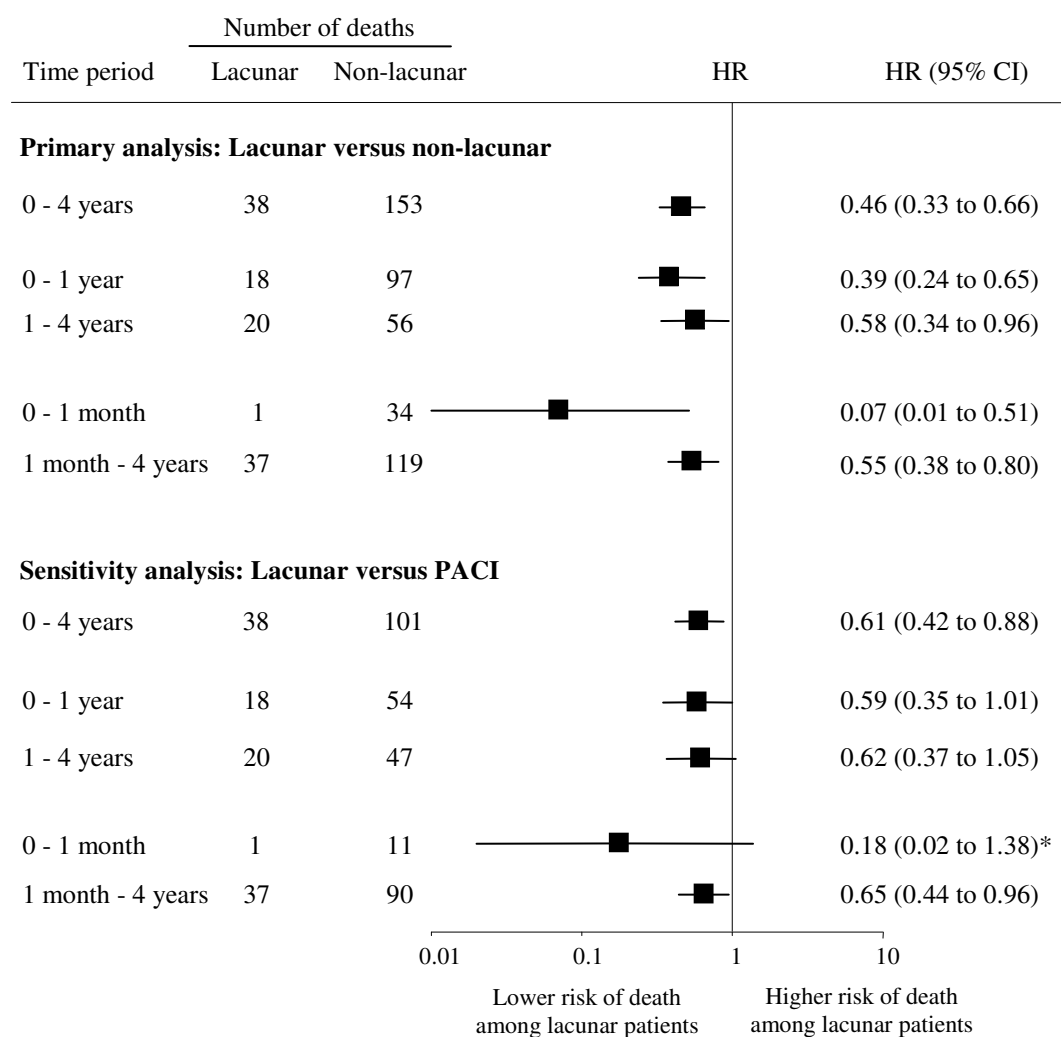 Number of deaths
Time period Lacunar Non-lacunar HR HR (95% CI)
Primary analysis: Lacunar versus non-lacunar
0 - 4 years 38 153 0.46 (0.33 to 0.66)
0 - 1 year 18 97 0.39 (0.24 to 0.65)
1 - 4 years 20 56 0.58 (0.34 to 0.96)
0 - 1 month 1 34 0.07 (0.01 to 0.51)
1 month - 4 years 37 119 0.55 (0.38 to 0.80)
Sensitivity analysis: Lacunar versus PACI
0 - 4 years 38 101 0.61 (0.42 to 0.88)
0 - 1 year 18 54 0.59 (0.35 to 1.01)
1 - 4 years 20 47 0.62 (0.37 to 1.05)
0 - 1 month 1 11 0.18 (0.02 to 1.38)*
1 month - 4 years 37 90 0.65 (0.44 to 0.96)
0.01 0.1 1 10
Lower risk of death Higher risk of death
among lacunar patients among lacunar patients